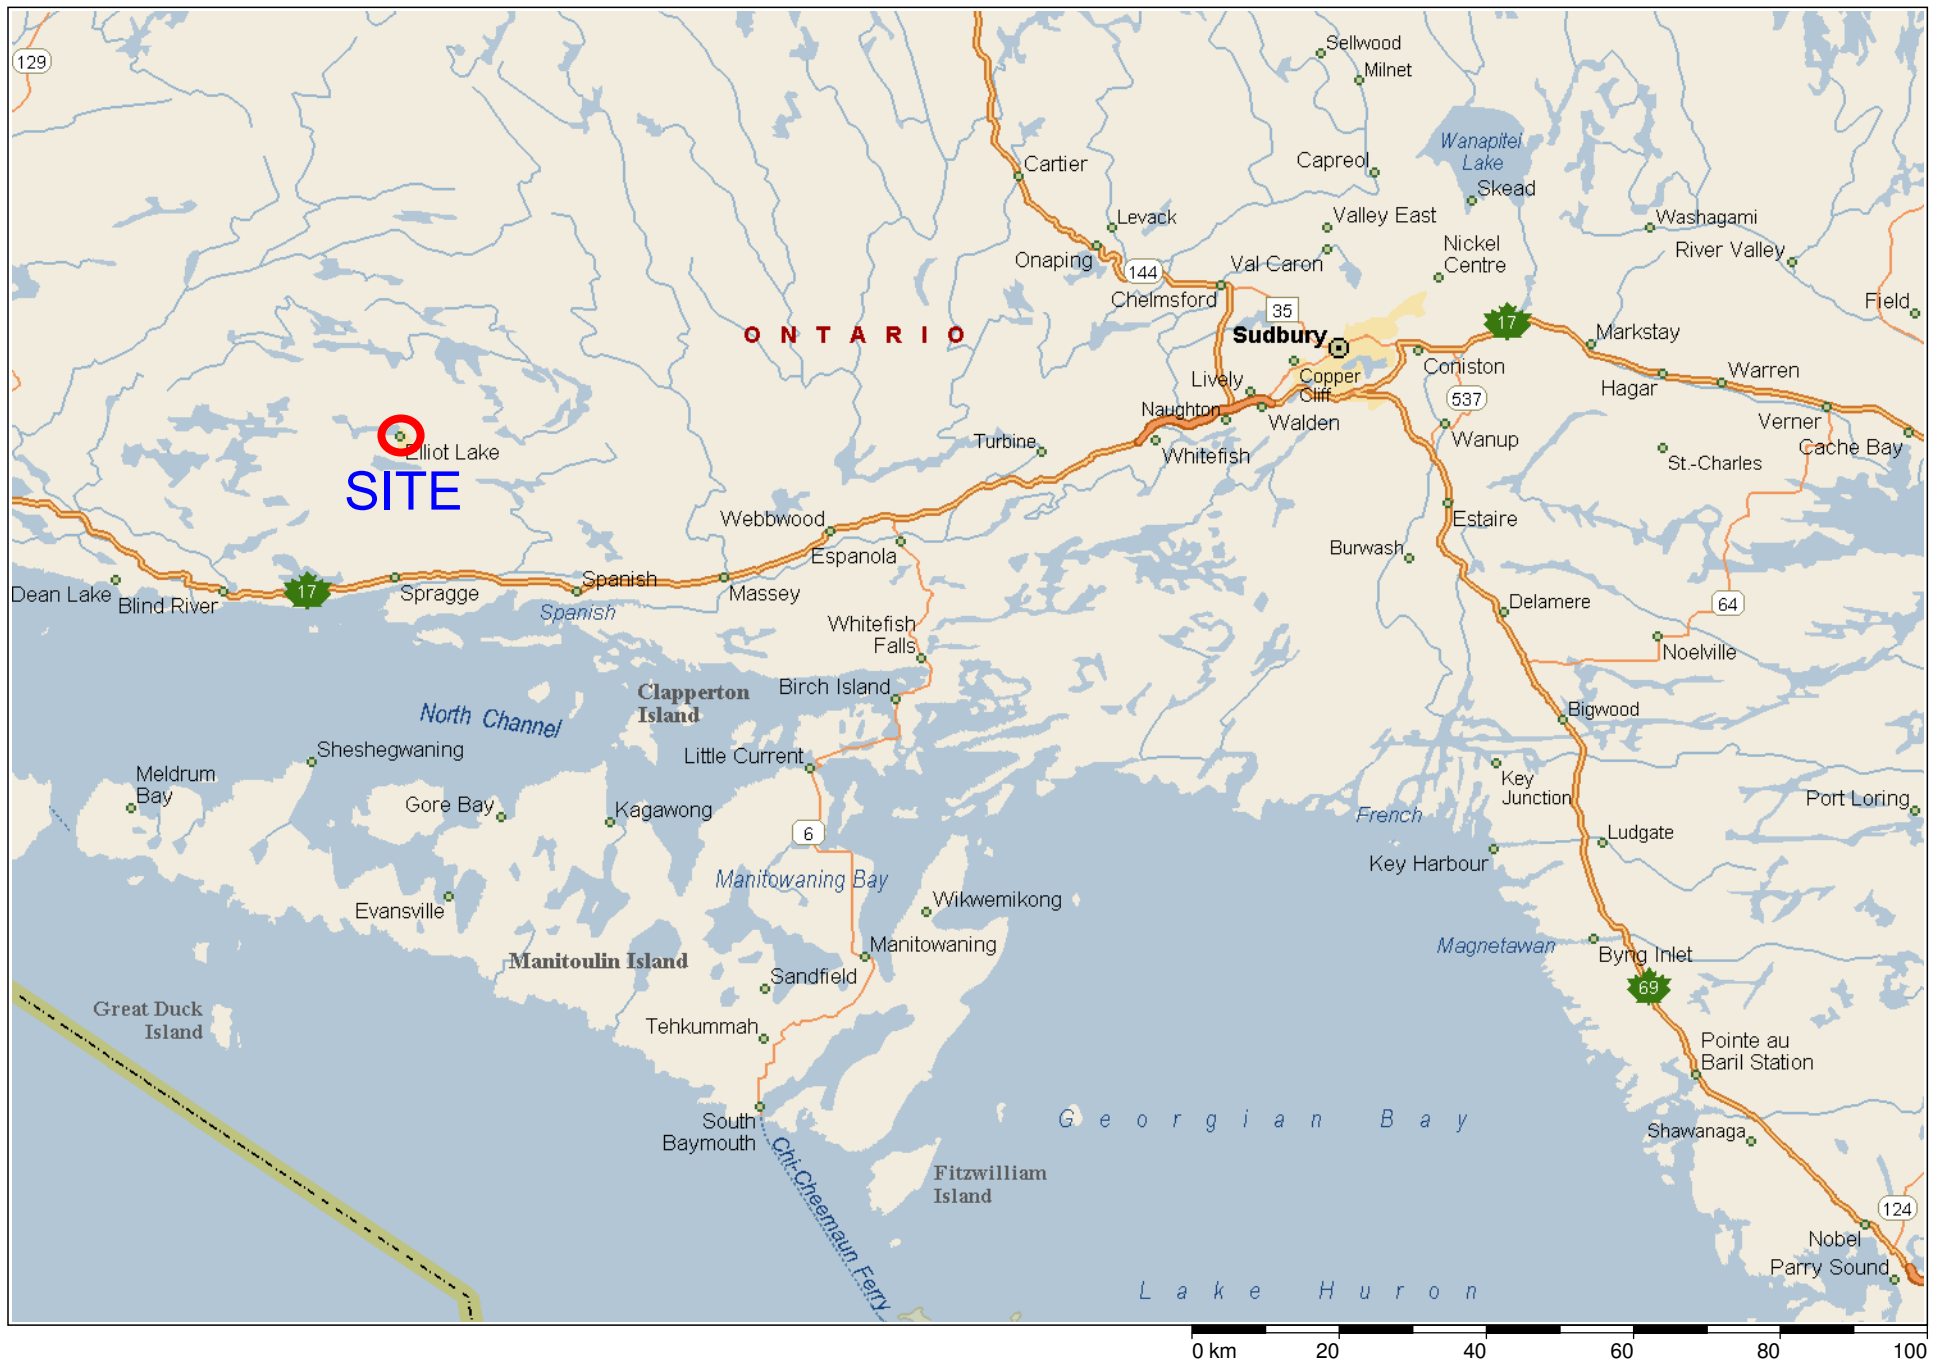 129
Sellwood
Milnet
Wanapitei
Lake
Capreol
Cartier
Skead
Levack
Valley East
Washagami
Onaping
144
Val Caron
Nickel
Centre
River Valley
Chelmsford
35
Field
ONTARIO
Sudbury
17
Markstay
Coniston
Copper
Cliff
Lively
Hagar
Warren
Naughton
537
Walden
Verner
Wanup
Cache Bay
Turbine
Whitefish
St.-Charles
Elliot Lake
SITE
Webbwood
Estaire
Espanola
Burwash
Dean Lake
Blind River
17
Spragge
Spanish
Massey
Spanish
Delamere
64
Whitefish
Falls
Noelville
Clapperton
Island
Birch Island
North Channel
Bigwood
Sheshegwaning
Little Current
Meldrum
Bay
Key
Junction
Gore Bay
Kagawong
Port Loring
French
6
Ludgate
Key Harbour
Manitowaning Bay
Evansville
Wikwemikong
Manitowaning
Magnetawan
Byng Inlet
Manitoulin Island
Sandfield
69
Great Duck
Island
Tehkummah
Pointe au
Baril Station
South
Baymouth
Georgian Bay
Shawanaga
Chi-Cheemaun Ferry
Fitzwilliam
Island
124
Nobel
Parry Sound
Lake Huron
0 km 20 40 60 80 100